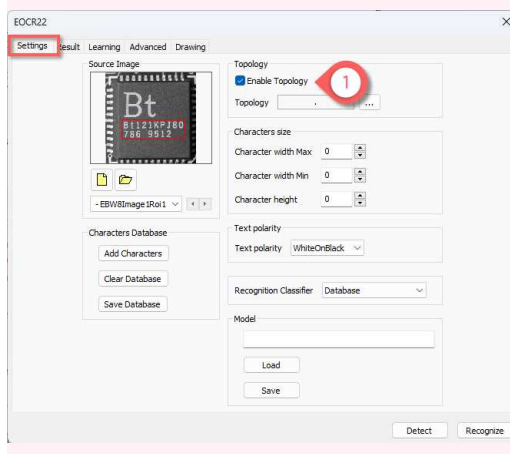 EOCR22
Settings Result Learning Advanced Drawing
Source Image
Bt
Bt121KPJ80
786 9512
- EBW8Image1Roi1
Characters Database
Add Characters
Clear Database
Save Database
Topology
Enable Topology
1
Topology . ...
Characters size
Character width Max 0
Character width Min 0
Character height 0
Text polarity
Text polarity WhiteOnBlack
Recognition Classifier Database
Model
Load
Save
Detect Recognize